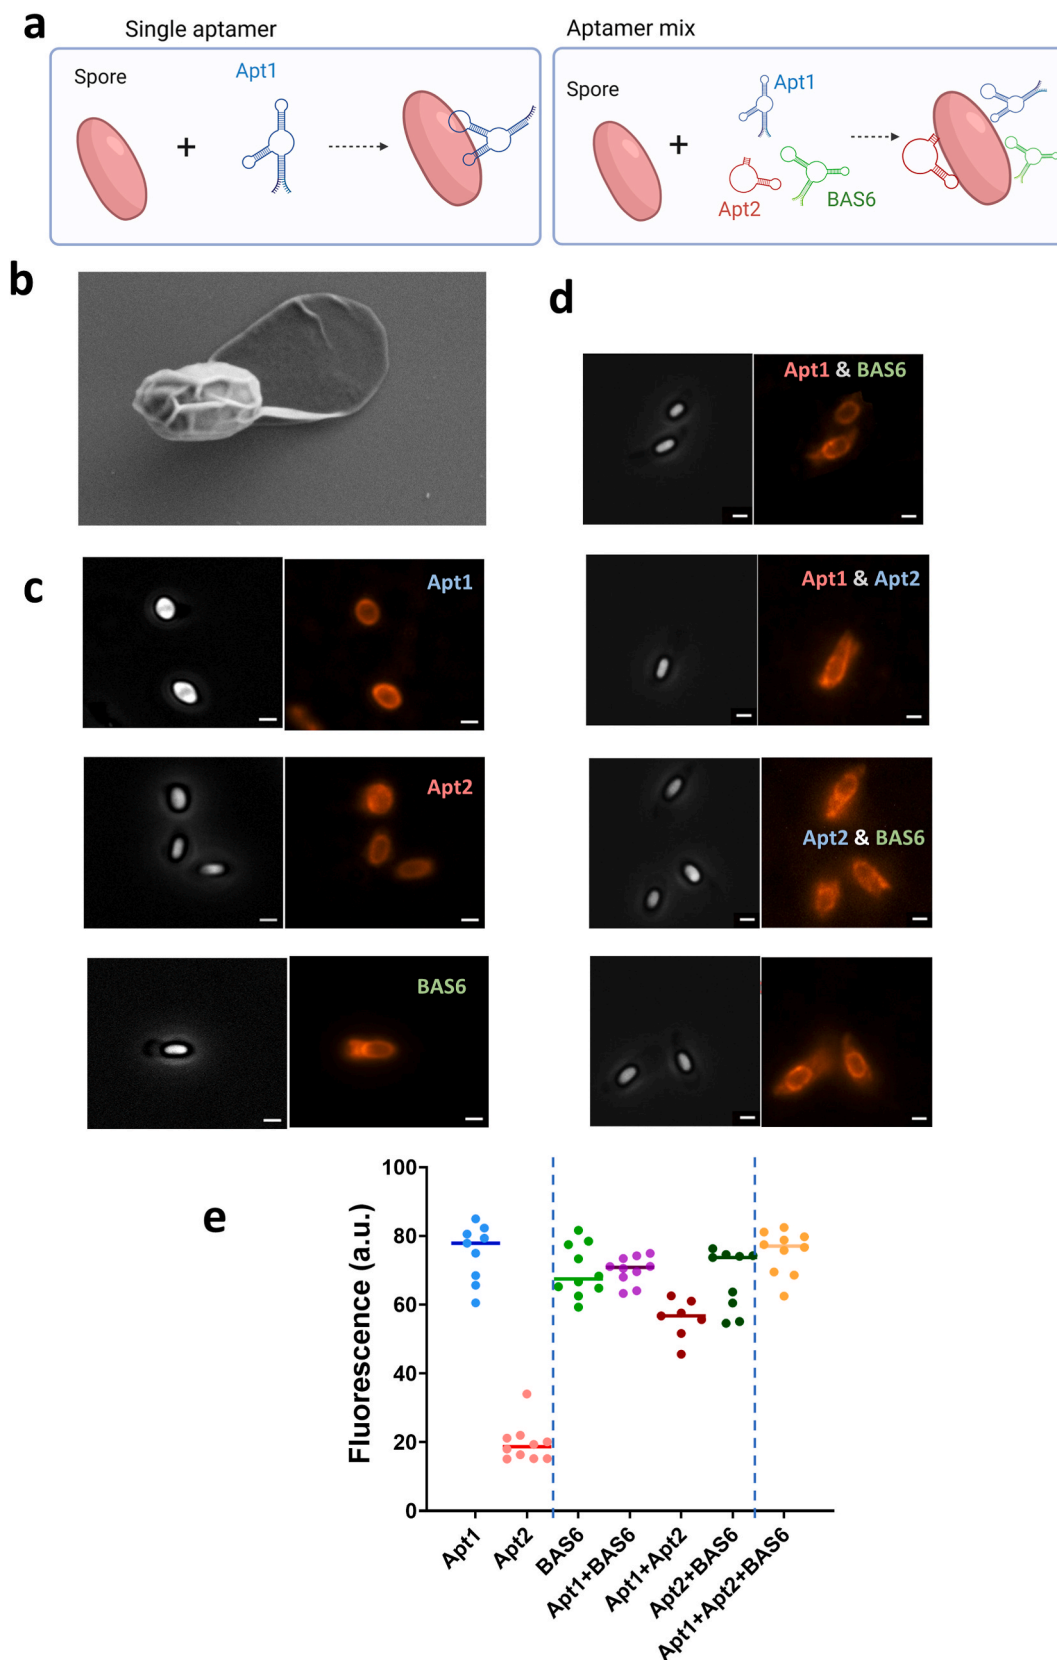 a
Single aptamer
Aptamer mix
Spore
Apt1
+
Spore
+
Apt1
Apt2
BAS6
b
d
Apt1 & BAS6
c
Apt1
Apt1 & Apt2
Apt2
Apt2 & BAS6
BAS6
e
Fluorescence (a.u.)
100
80
60
40
20
0
Apt1
Apt2
BAS6
Apt1+BAS6
Apt1+Apt2
Apt2+BAS6
Apt1+Apt2+BAS6